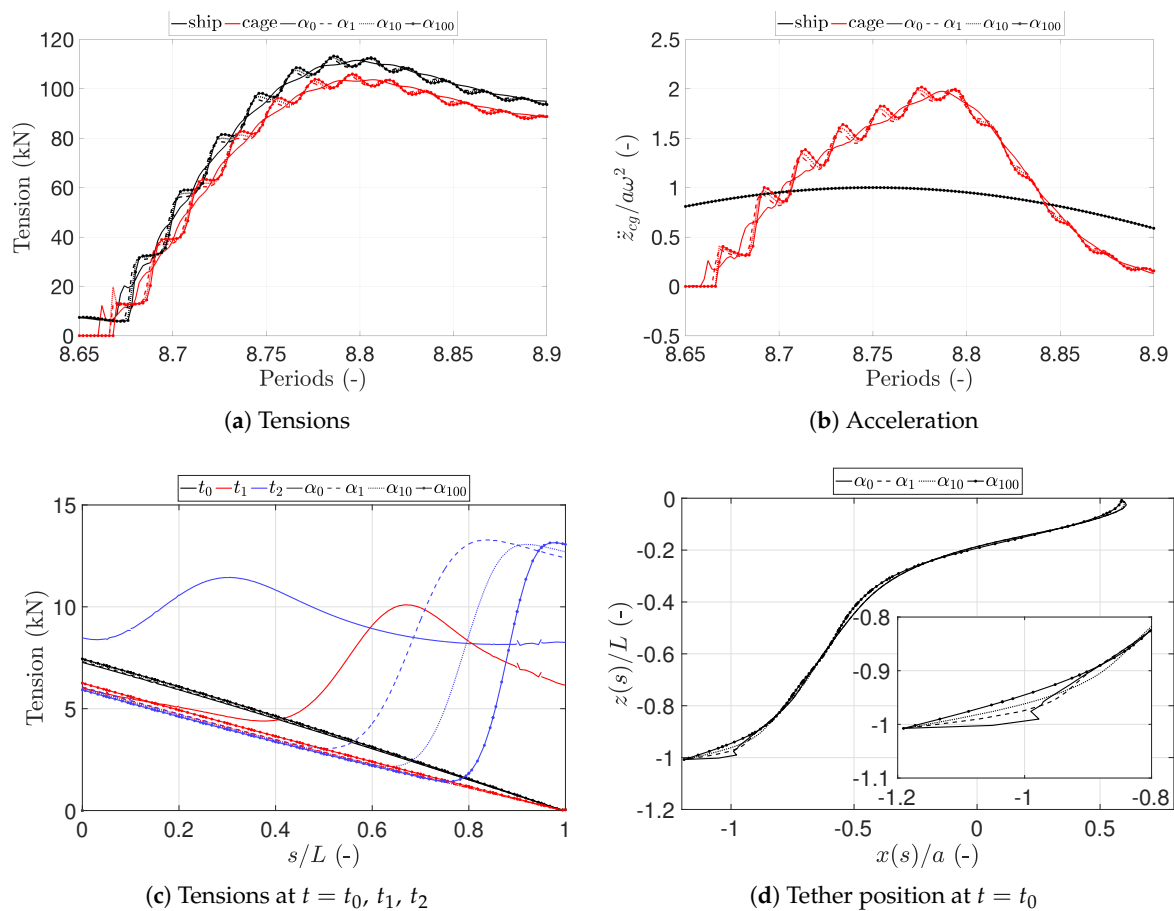 ship cage α₀ α₁ α₁₀ α₁₀₀
120
100
80
60
40
20
0
Tension (kN)
8.65 8.7 8.75 8.8 8.85 8.9
Periods (-)
(a) Tensions
ship cage α₀ α₁ α₁₀ α₁₀₀
2.5
2
1.5
1
0.5
0
-0.5
z̈cg/aω² (-)
8.65 8.7 8.75 8.8 8.85 8.9
Periods (-)
(b) Acceleration
t₀ t₁ t₂ α₀ α₁ α₁₀ α₁₀₀
15
10
5
0
Tension (kN)
0 0.2 0.4 0.6 0.8 1
s/L (-)
(c) Tensions at t = t₀, t₁, t₂
α₀ α₁ α₁₀ α₁₀₀
0
-0.2
-0.4
-0.6
-0.8
-1
-1.2
z(s)/L (-)
-0.8
-0.9
-1.0
-1.1
-1.2 -1 -0.8
-1 -0.5 0 0.5
x(s)/a (-)
(d) Tether position at t = t₀